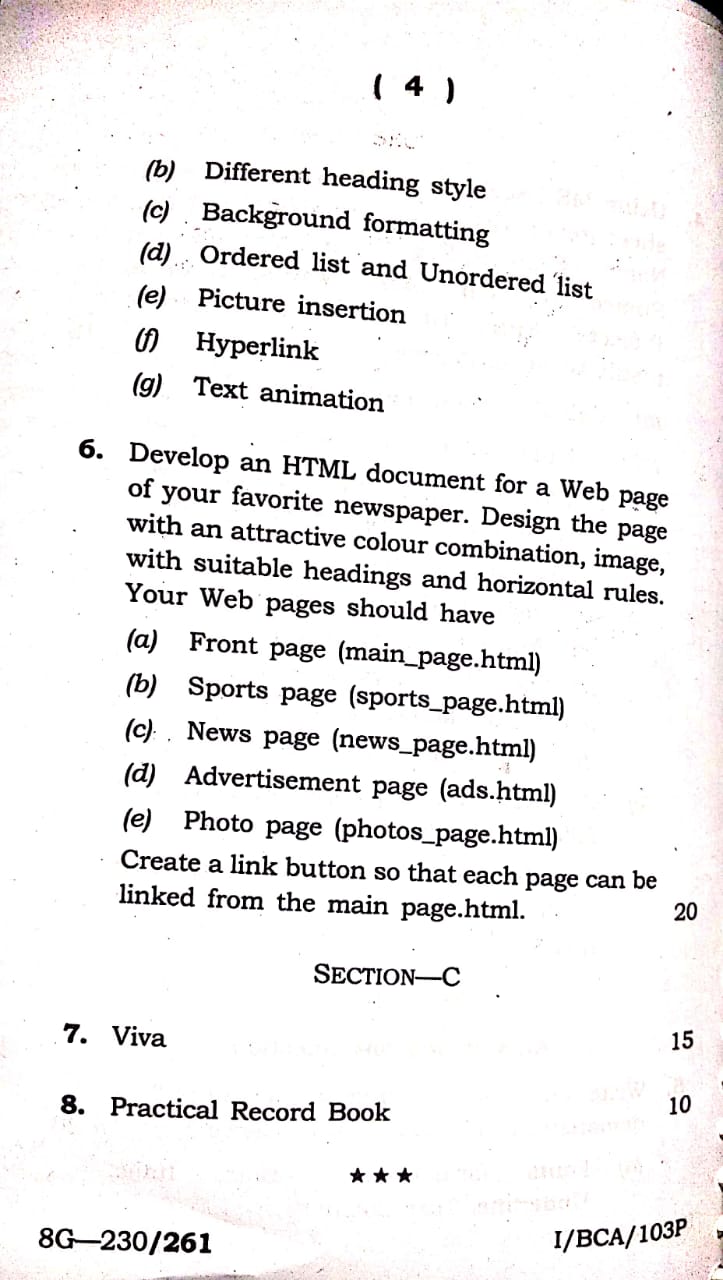 ( 4 )
(b) Different heading style
(c) Background formatting
(d) Ordered list and Unordered list
(e) Picture insertion
(f) Hyperlink
(g) Text animation
6. Develop an HTML document for a Web page
of your favorite newspaper. Design the page
with an attractive colour combination, image,
with suitable headings and horizontal rules.
Your Web pages should have
(a) Front page (main_page.html)
(b) Sports page (sports_page.html)
(c) News page (news_page.html)
(d) Advertisement page (ads.html)
(e) Photo page (photos_page.html)
Create a link button so that each page can be
linked from the main page.html. 20
SECTION—C
7. Viva 15
8. Practical Record Book 10
★★★
8G—230/261 I/BCA/103P